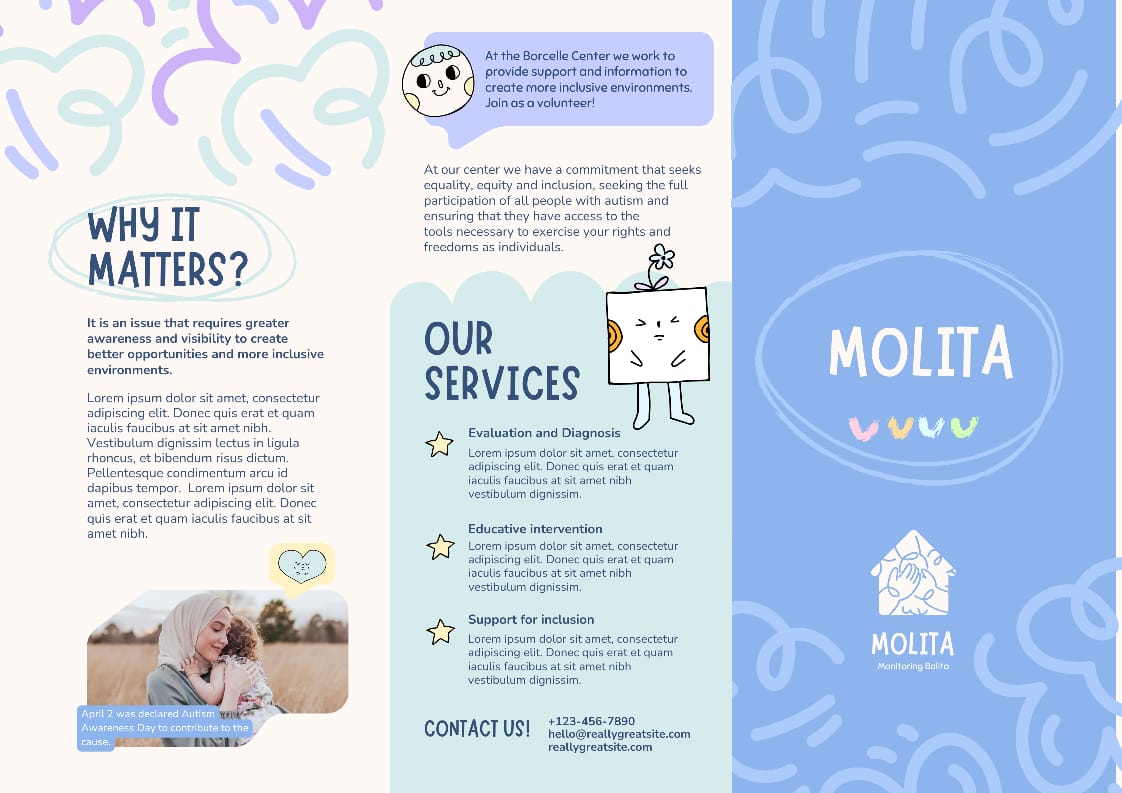 WHY IT
MATTERS?
It is an issue that requires greater
awareness and visibility to create
better opportunities and more inclusive
environments.
Lorem ipsum dolor sit amet, consectetur
adipiscing elit. Donec quis erat et quam
iaculis faucibus at sit amet nibh.
Vestibulum dignissim lectus in ligula
rhoncus, et bibendum risus dictum.
Pellentesque condimentum arcu id
dapibus tempor.  Lorem ipsum dolor sit
amet, consectetur adipiscing elit. Donec
quis erat et quam iaculis faucibus at sit
amet nibh.
April 2 was declared Autism
Awareness Day to contribute to the
cause.
At the Borcelle Center we work to
provide support and information to
create more inclusive environments.
Join as a volunteer!
At our center we have a commitment that seeks
equality, equity and inclusion, seeking the full
participation of all people with autism and
ensuring that they have access to the
tools necessary to exercise your rights and
freedoms as individuals.
OUR
SERVICES
Evaluation and Diagnosis
Lorem ipsum dolor sit amet, consectetur
adipiscing elit. Donec quis erat et quam
iaculis faucibus at sit amet nibh
vestibulum dignissim.
Educative intervention
Lorem ipsum dolor sit amet, consectetur
adipiscing elit. Donec quis erat et quam
iaculis faucibus at sit amet nibh
vestibulum dignissim.
Support for inclusion
Lorem ipsum dolor sit amet, consectetur
adipiscing elit. Donec quis erat et quam
iaculis faucibus at sit amet nibh
vestibulum dignissim.
CONTACT US!
+123-456-7890
hello@reallygreatsite.com
reallygreatsite.com
MOLITA
MOLITA
Monitoring Balita